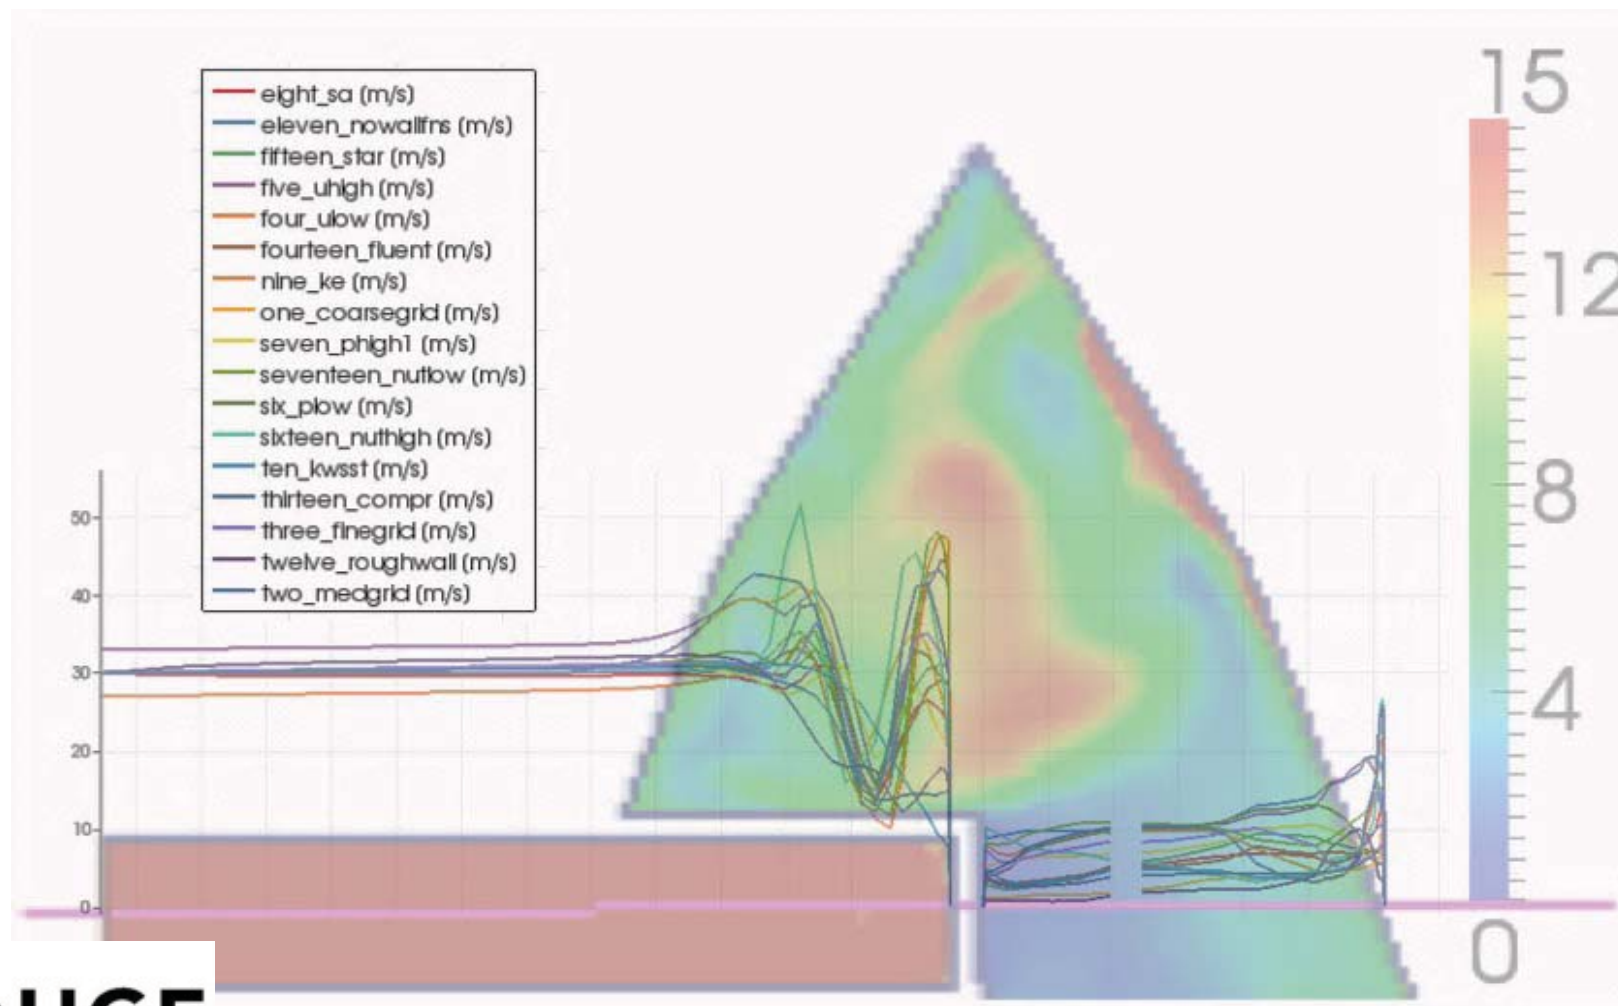 eight_sa (m/s)
eleven_nowallfns (m/s)
fifteen_star (m/s)
five_uhigh (m/s)
four_ulow (m/s)
fourteen_fluent (m/s)
nine_ke (m/s)
one_coarsegrid (m/s)
seven_phigh1 (m/s)
seventeen_nutlow (m/s)
six_plow (m/s)
sixteen_nuthigh (m/s)
ten_kwsst (m/s)
thirteen_compr (m/s)
three_finegrid (m/s)
twelve_roughwall (m/s)
two_medgrid (m/s)
50
40
30
20
10
0
15
12
8
4
0